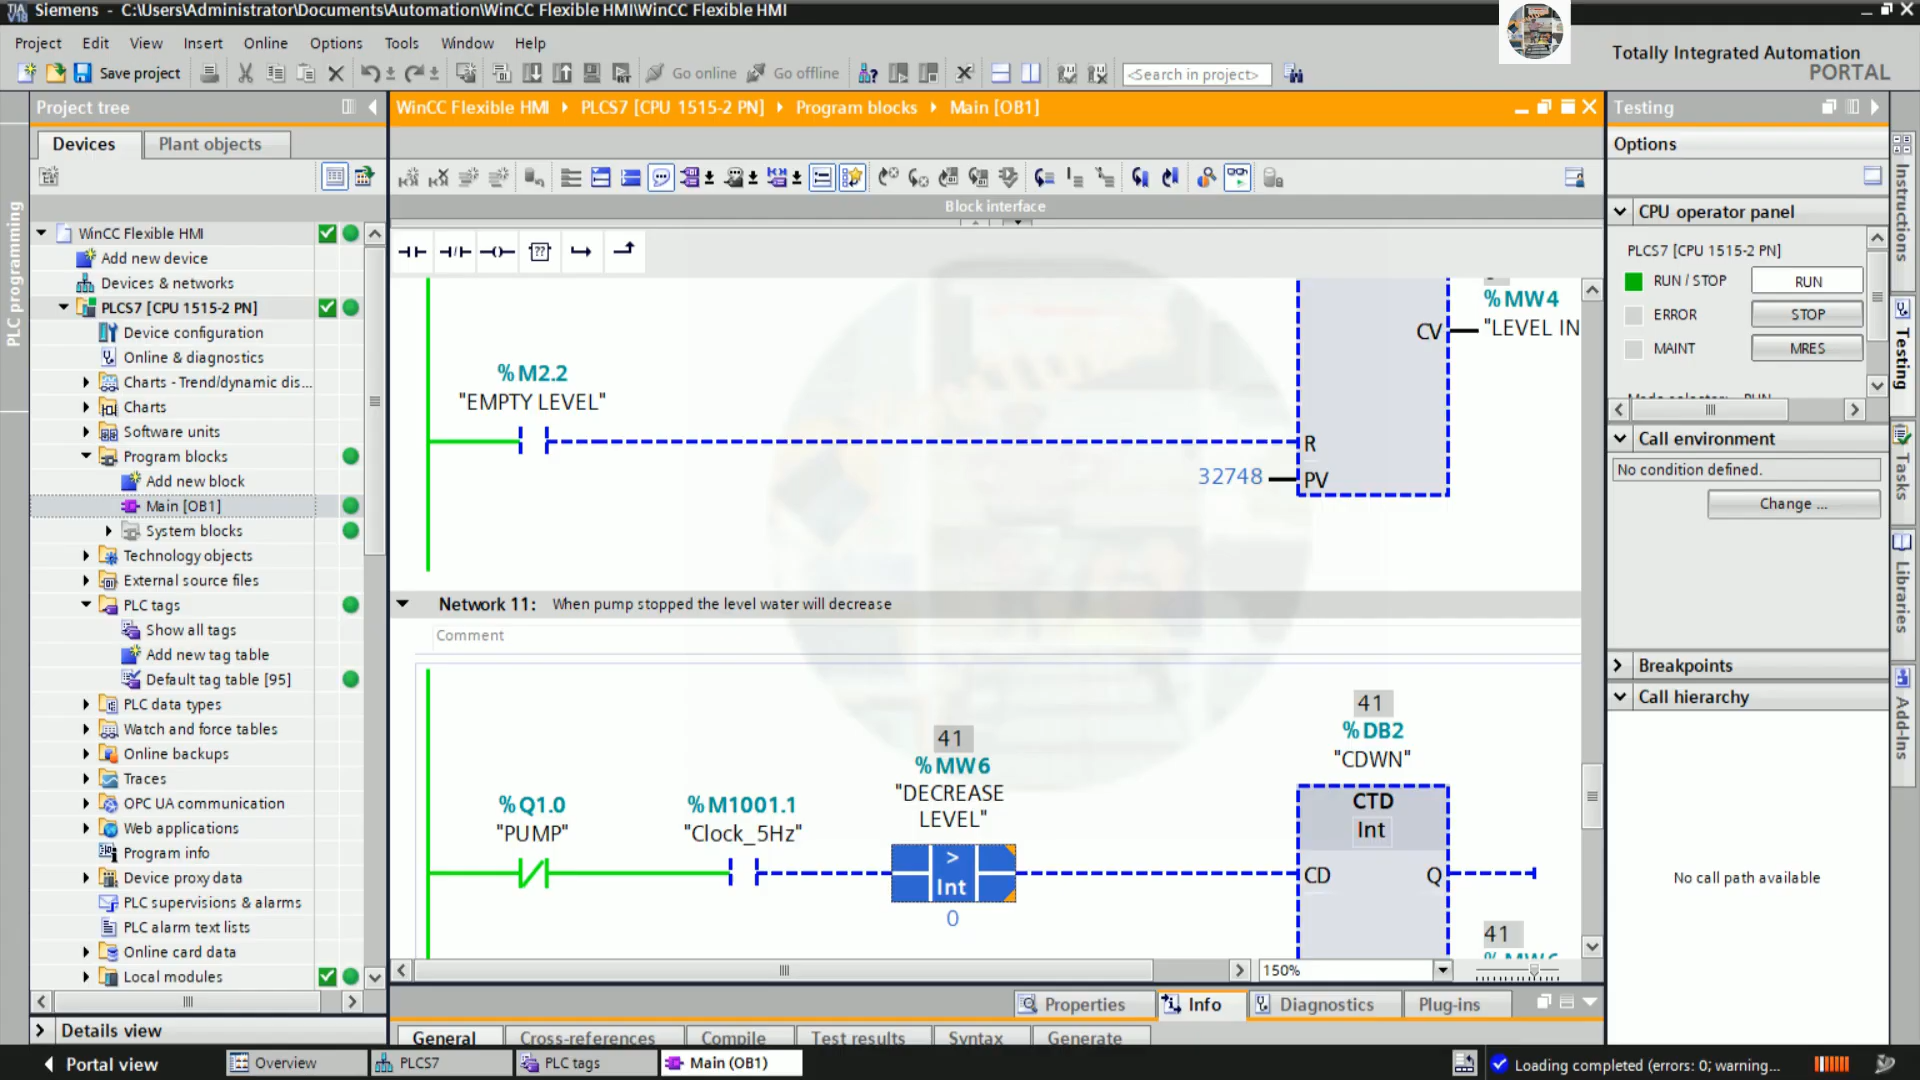 Siemens - C:\Users\Administrator\Documents\Automation\WinCC Flexible HMI\WinCC Flexible HMI
Project Edit View Insert Online Options Tools Window Help
Totally Integrated Automation
PORTAL
Save project
Go online
Go offline
<Search in project>
Project tree
WinCC Flexible HMI PLCS7 [CPU 1515-2 PN] Program blocks Main [OB1]
Testing
Devices
Plant objects
Options
Block interface
PLC programming
WinCC Flexible HMI
Add new device
Devices & networks
PLCS7 [CPU 1515-2 PN]
Device configuration
Online & diagnostics
Charts - Trend/dynamic dis...
Charts
Software units
Program blocks
Add new block
Main [OB1]
System blocks
Technology objects
External source files
PLC tags
Show all tags
Add new tag table
Default tag table [95]
PLC data types
Watch and force tables
Online backups
Traces
OPC UA communication
Web applications
Program info
Device proxy data
PLC supervisions & alarms
PLC alarm text lists
Online card data
Local modules
Details view
??
%MW4
"LEVEL IN
CV
%M2.2
"EMPTY LEVEL"
R
32748
PV
Network 11: When pump stopped the level water will decrease
Comment
41
%DB2
"CDWN"
41
%MW6
"DECREASE
LEVEL"
%Q1.0
"PUMP"
%M1001.1
"Clock_5Hz"
>
Int
0
CTD
Int
CD
Q
41
%MW6
150%
CPU operator panel
PLCS7 [CPU 1515-2 PN]
RUN / STOP
RUN
ERROR
STOP
MAINT
MRES
Mode selector: RUN
Call environment
No condition defined.
Change ...
Breakpoints
Call hierarchy
No call path available
Instructions
Testing
Tasks
Libraries
Add-Ins
Properties
Info
Diagnostics
Plug-ins
General
Cross-references
Compile
Test results
Syntax
Generate
Portal view
Overview
PLCS7
PLC tags
Main (OB1)
Loading completed (errors: 0; warning...